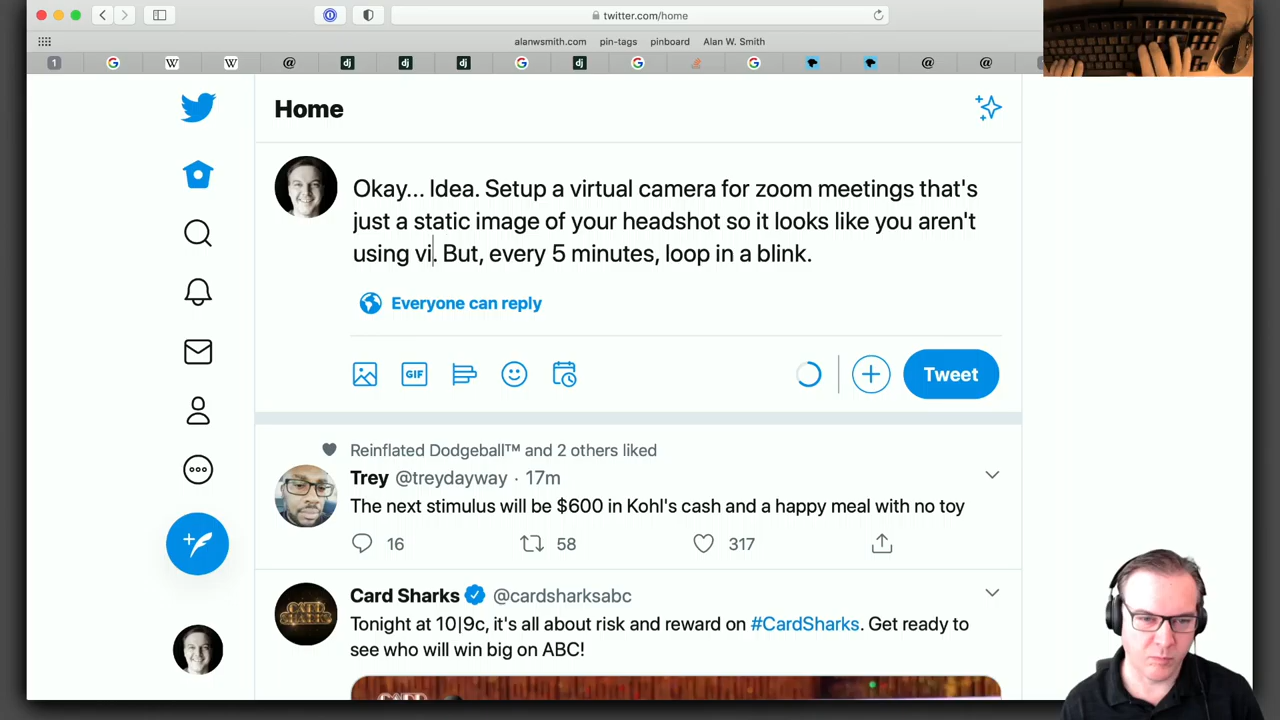 twitter.com/home
alanwsmith.com pin-tags pinboard Alan W. Smith
1 G W W @ dj dj dj G dj G G @ @
Home
Okay... Idea. Setup a virtual camera for zoom meetings that's
just a static image of your headshot so it looks like you aren't
using vi. But, every 5 minutes, loop in a blink.
Everyone can reply
GIF
Tweet
Reinflated Dodgeball™ and 2 others liked
Trey @treydayway · 17m
The next stimulus will be $600 in Kohl's cash and a happy meal with no toy
16 58 317
Card Sharks @cardsharksabc
Tonight at 10|9c, it's all about risk and reward on #CardSharks. Get ready to
see who will win big on ABC!